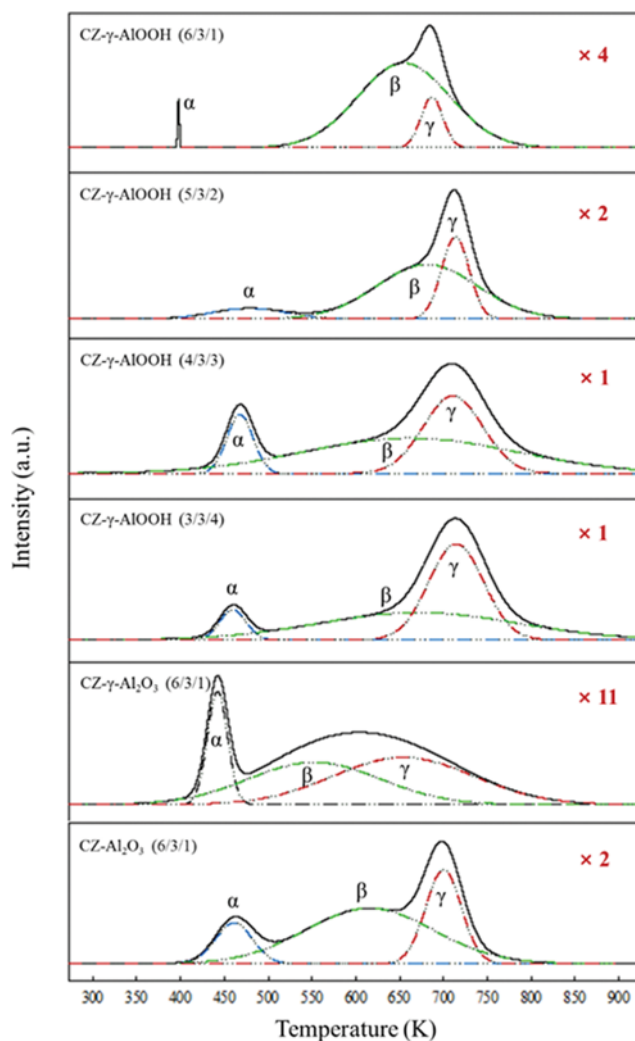 CZ-γ-AlOOH (6/3/1)
× 4
α
β
γ
CZ-γ-AlOOH (5/3/2)
× 2
α
β
γ
CZ-γ-AlOOH (4/3/3)
× 1
α
β
γ
CZ-γ-AlOOH (3/3/4)
× 1
α
β
γ
CZ-γ-Al₂O₃ (6/3/1)
× 11
α
β
γ
CZ-Al₂O₃ (6/3/1)
× 2
α
β
γ
Intensity (a.u.)
300 350 400 450 500 550 600 650 700 750 800 850 900
Temperature (K)